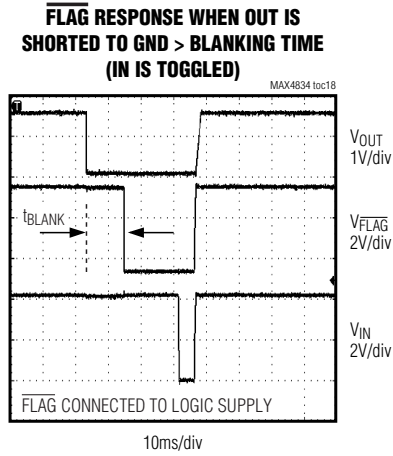 FLAG RESPONSE WHEN OUT IS
SHORTED TO GND > BLANKING TIME
(IN IS TOGGLED)
MAX4834 toc18
T
VOUT
1V/div
tBLANK
VFLAG
2V/div
VIN
2V/div
FLAG CONNECTED TO LOGIC SUPPLY
10ms/div